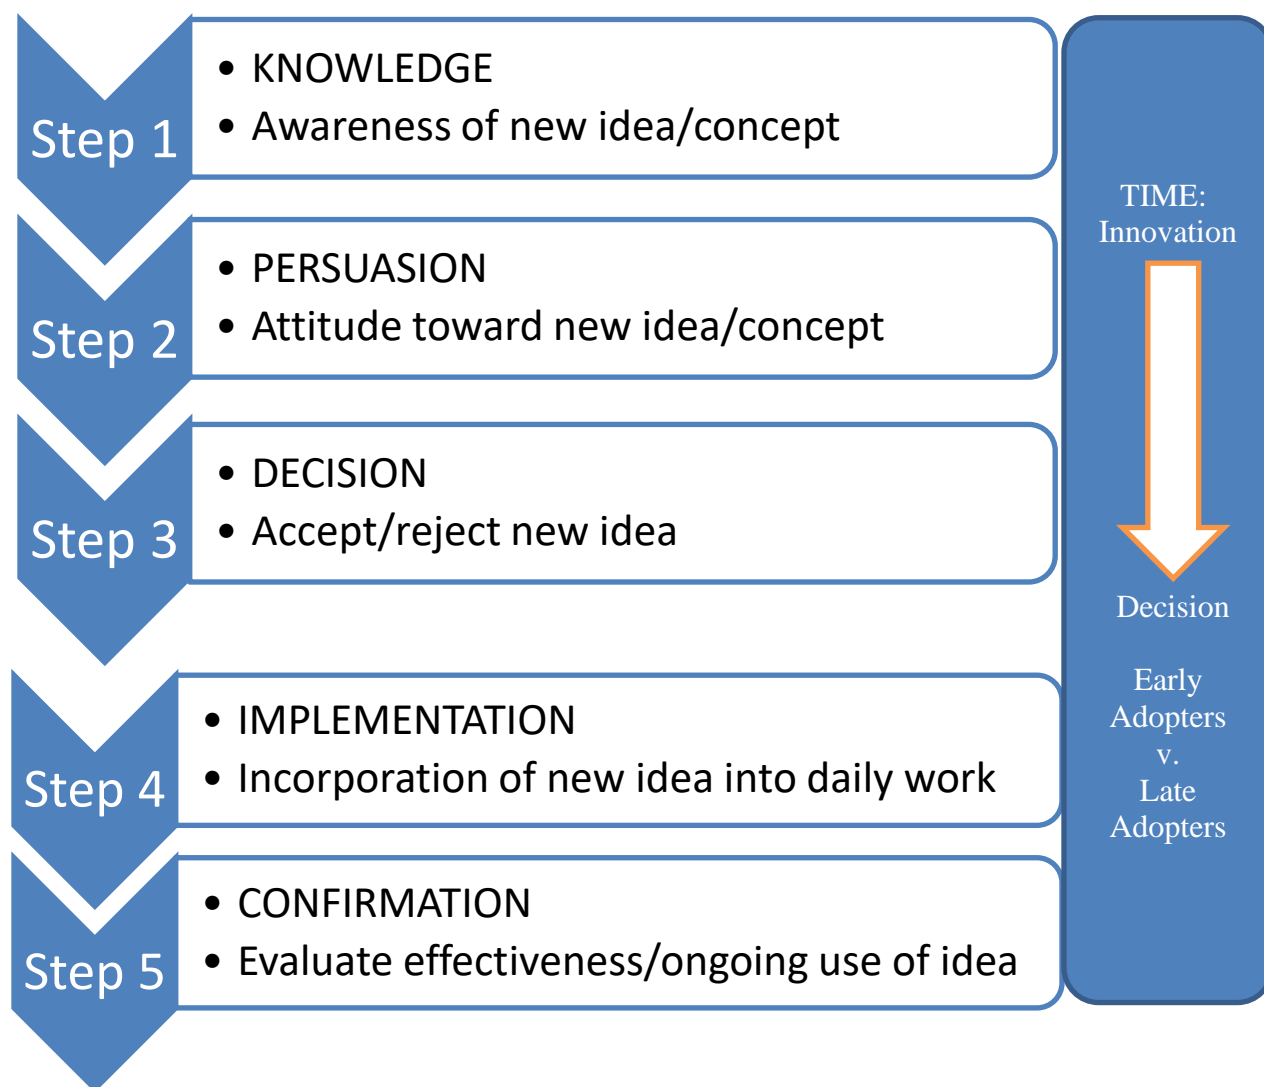 Step 1
• KNOWLEDGE
• Awareness of new idea/concept
Step 2
• PERSUASION
• Attitude toward new idea/concept
Step 3
• DECISION
• Accept/reject new idea
Step 4
• IMPLEMENTATION
• Incorporation of new idea into daily work
Step 5
• CONFIRMATION
• Evaluate effectiveness/ongoing use of idea
TIME:
Innovation
Decision
Early
Adopters
v.
Late
Adopters